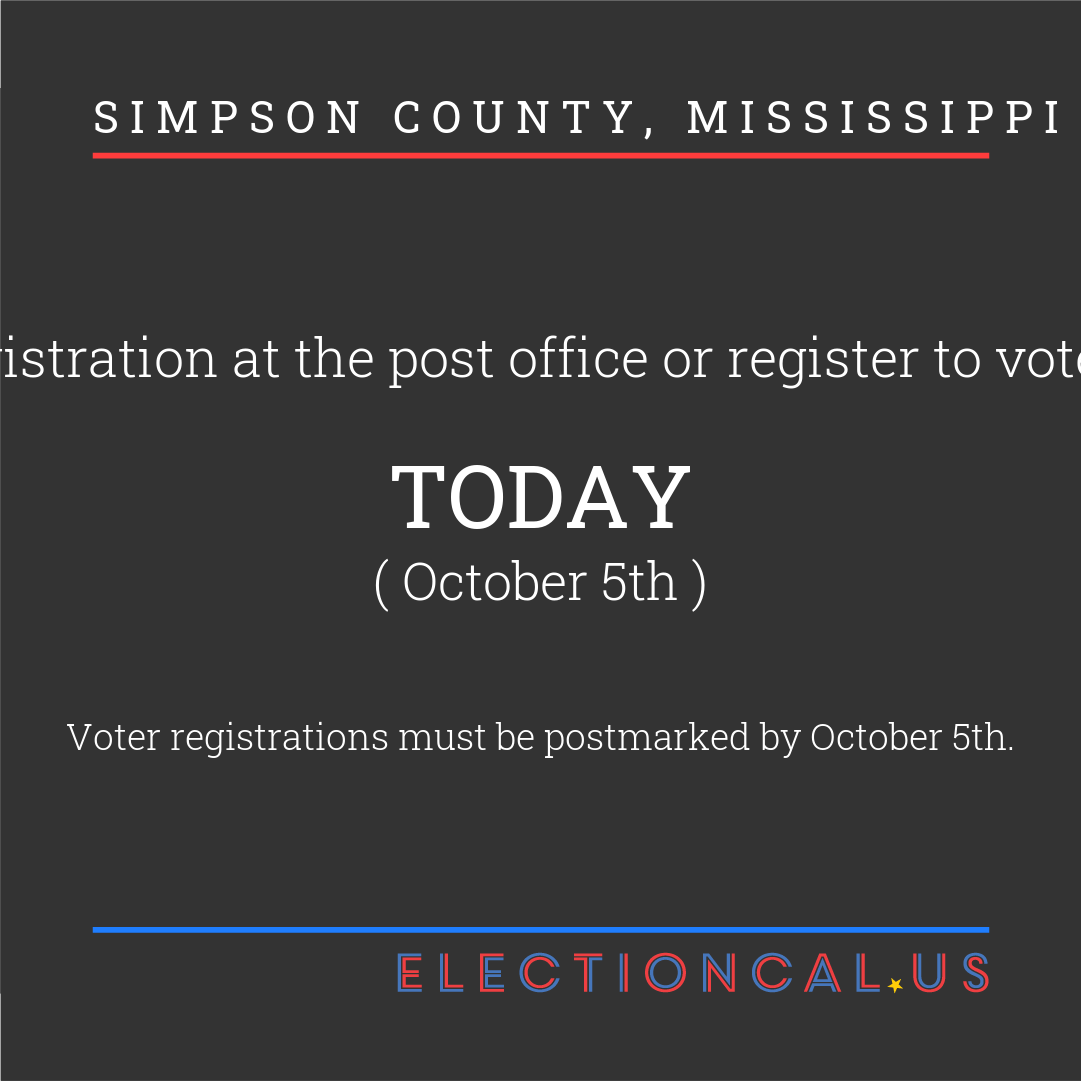 SIMPSON COUNTY, MISSISSIPPI
istration at the post office or register to vot
TODAY
( October 5th )
Voter registrations must be postmarked by October 5th.
ELECTIONCAL.US